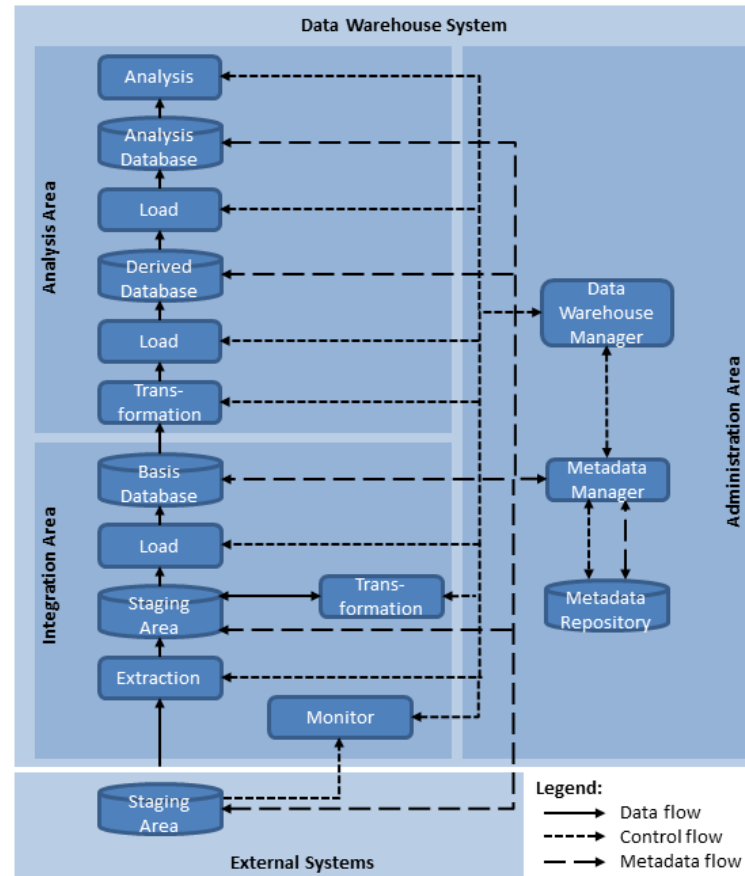 Data Warehouse System
Analysis Area
Analysis
Analysis
Database
Load
Derived
Database
Load
Trans-
formation
Integration Area
Basis
Database
Load
Staging
Area
Trans-
formation
Extraction
Monitor
Administration Area
Data
Warehouse
Manager
Metadata
Manager
Metadata
Repository
Staging
Area
External Systems
Legend:
Data flow
Control flow
Metadata flow